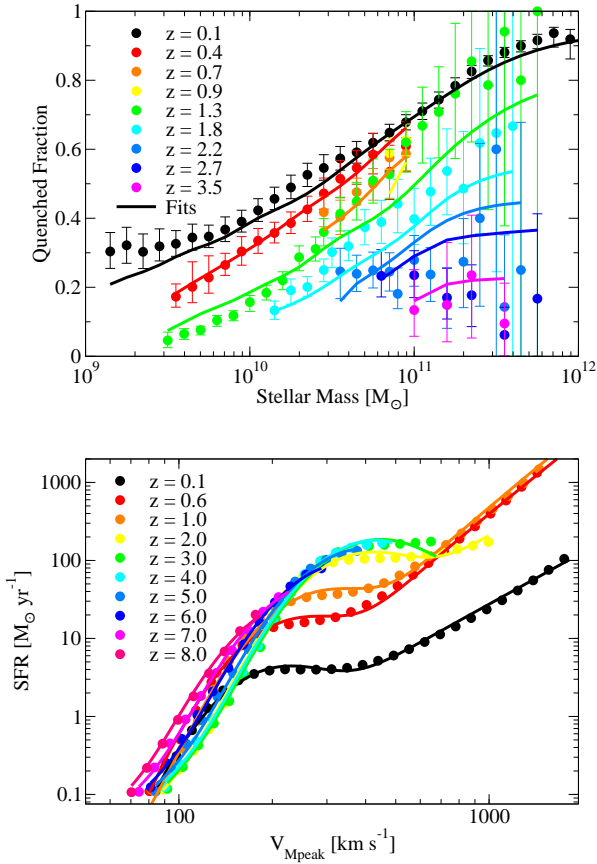 1
0.8
0.6
0.4
0.2
0
Quenched Fraction
z = 0.1
z = 0.4
z = 0.7
z = 0.9
z = 1.3
z = 1.8
z = 2.2
z = 2.7
z = 3.5
Fits
10^9 10^10 10^11 10^12
Stellar Mass [M⊙]
1000
100
10
1
0.1
SFR [M⊙ yr^-1]
z = 0.1
z = 0.6
z = 1.0
z = 2.0
z = 3.0
z = 4.0
z = 5.0
z = 6.0
z = 7.0
z = 8.0
100 1000
V_Mpeak [km s^-1]